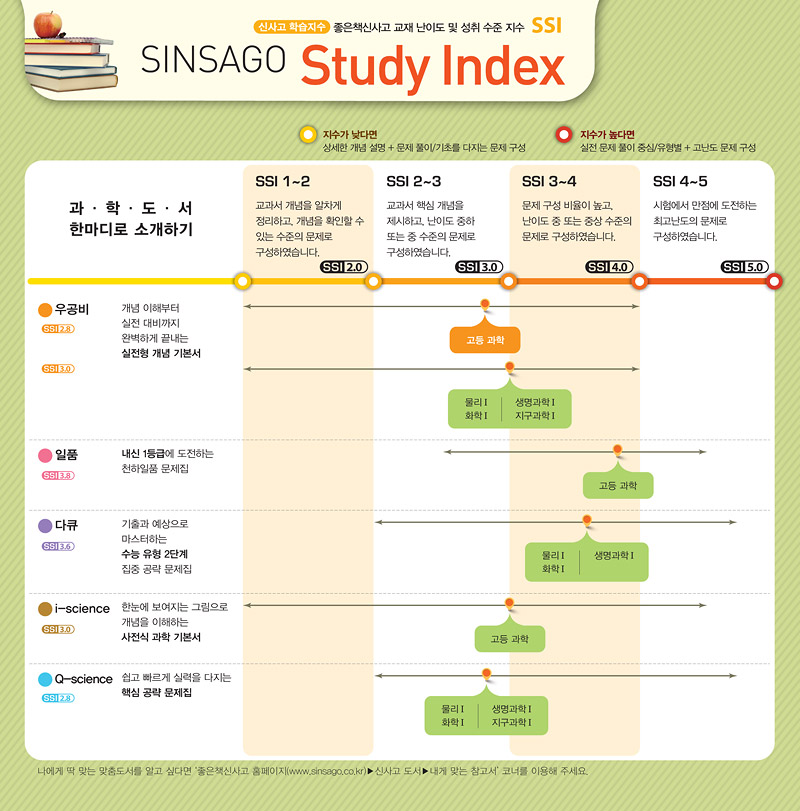 신사고 학습지수 좋은책신사고 교재 난이도 및 성취 수준 지수 SSI
SINSAGO Study Index
지수가 낮다면
상세한 개념 설명 + 문제 풀이/기초를 다지는 문제 구성
지수가 높다면
실전 문제 풀이 중심/유형별 + 고난도 문제 구성
과·학·도·서
한마디로 소개하기
SSI 1~2
교과서 개념을 알차게
정리하고, 개념을 확인할 수
있는 수준의 문제로
구성하였습니다.
SSI 2.0
SSI 2~3
교과서 핵심 개념을
제시하고, 난이도 중하
또는 중 수준의 문제로
구성하였습니다.
SSI 3.0
SSI 3~4
문제 구성 비율이 높고,
난이도 중 또는 중상 수준의
문제로 구성하였습니다.
SSI 4.0
SSI 4~5
시험에서 만점에 도전하는
최고난도의 문제로
구성하였습니다.
SSI 5.0
우공비
SSI 2.8
개념 이해부터
실전 대비까지
완벽하게 끝내는
실전형 개념 기본서
고등 과학
SSI 3.0
물리 I 생명과학 I
화학 I 지구과학 I
일품
SSI 3.8
내신 1등급에 도전하는
천하일품 문제집
고등 과학
다큐
SSI 3.6
기출과 예상으로
마스터하는
수능 유형 2단계
집중 공략 문제집
물리 I 생명과학 I
화학 I
i-science
SSI 3.0
한눈에 보여지는 그림으로
개념을 이해하는
사전식 과학 기본서
고등 과학
Q-science
SSI 2.8
쉽고 빠르게 실력을 다지는
핵심 공략 문제집
물리 I 생명과학 I
화학 I 지구과학 I
나에게 딱 맞는 맞춤도서를 알고 싶다면 '좋은책신사고 홈페이지(www.sinsago.co.kr)▶신사고 도서▶내게 맞는 참고서' 코너를 이용해 주세요.